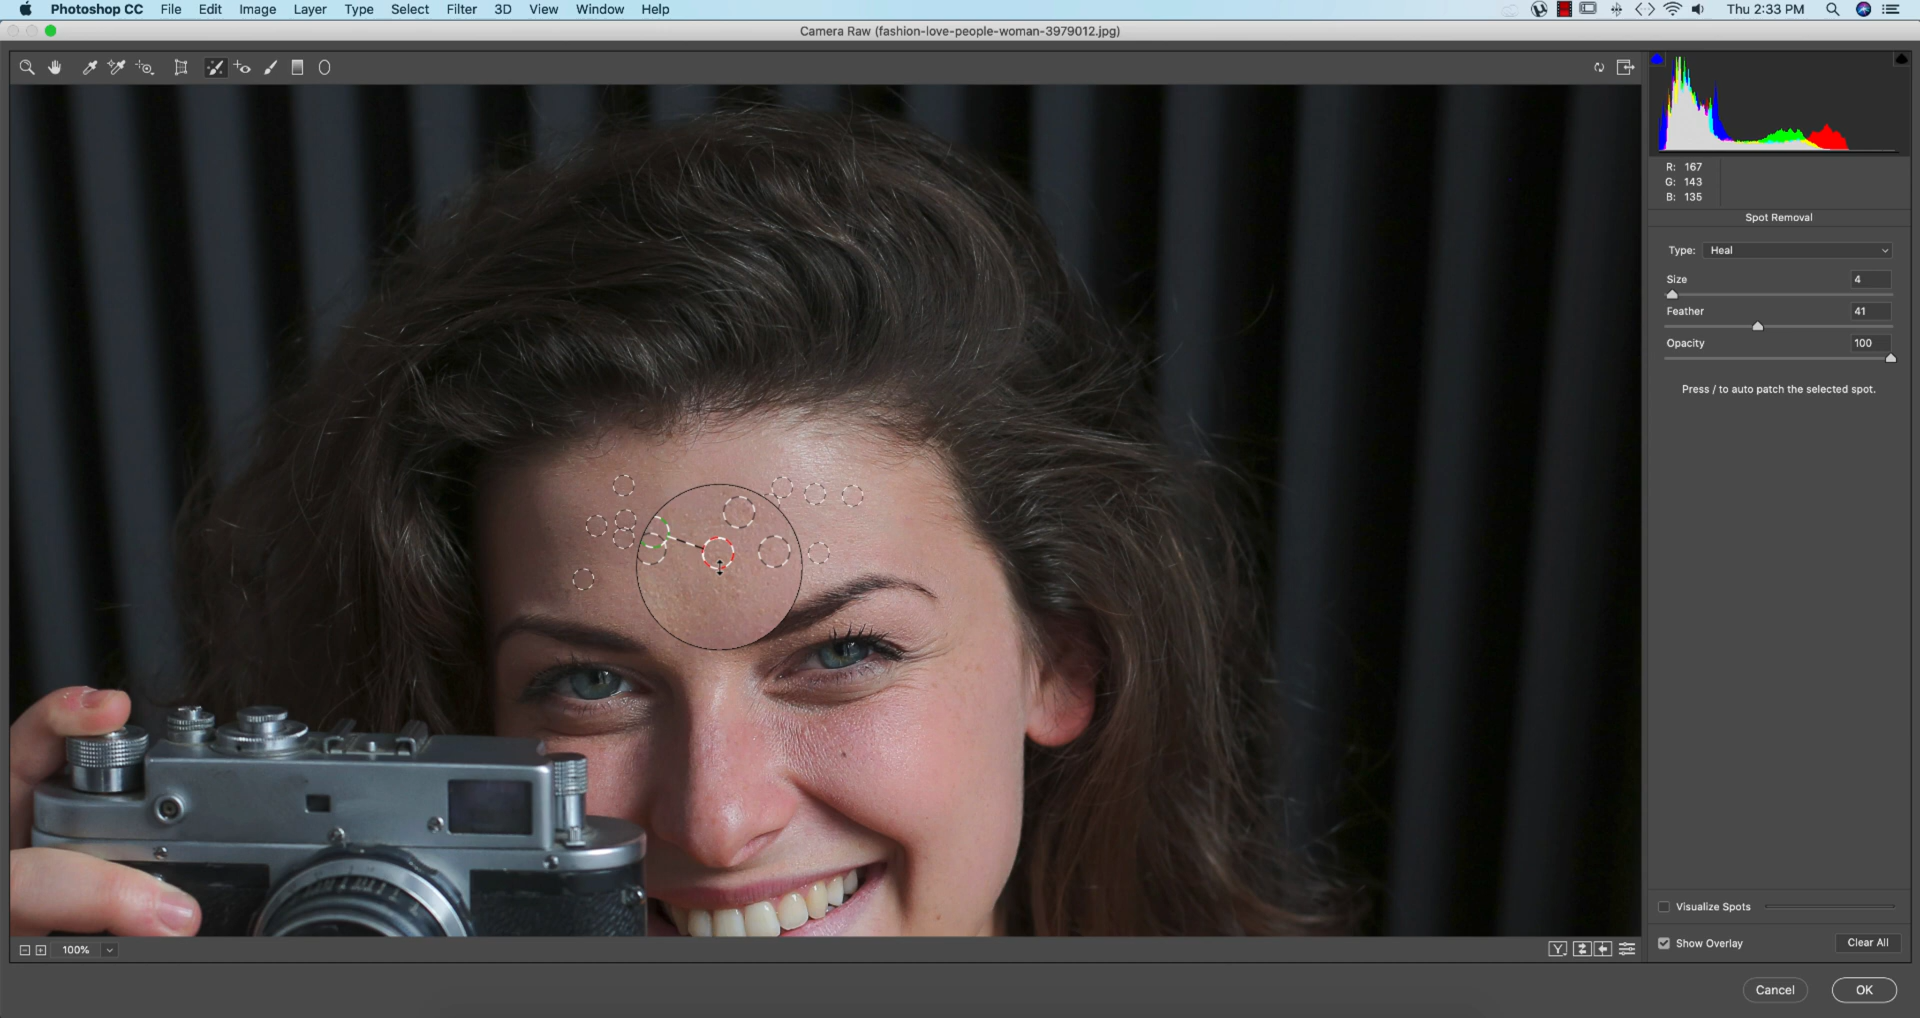 Photoshop CC File Edit Image Layer Type Select Filter 3D View Window Help Thu 2:33 PM
Camera Raw (fashion-love-people-woman-3979012.jpg)
R: 167
G: 143
B: 135
Spot Removal
Type: Heal
Size 4
Feather 41
Opacity 100
Press / to auto patch the selected spot.
Visualize Spots
Show Overlay Clear All
100% Y
Cancel OK